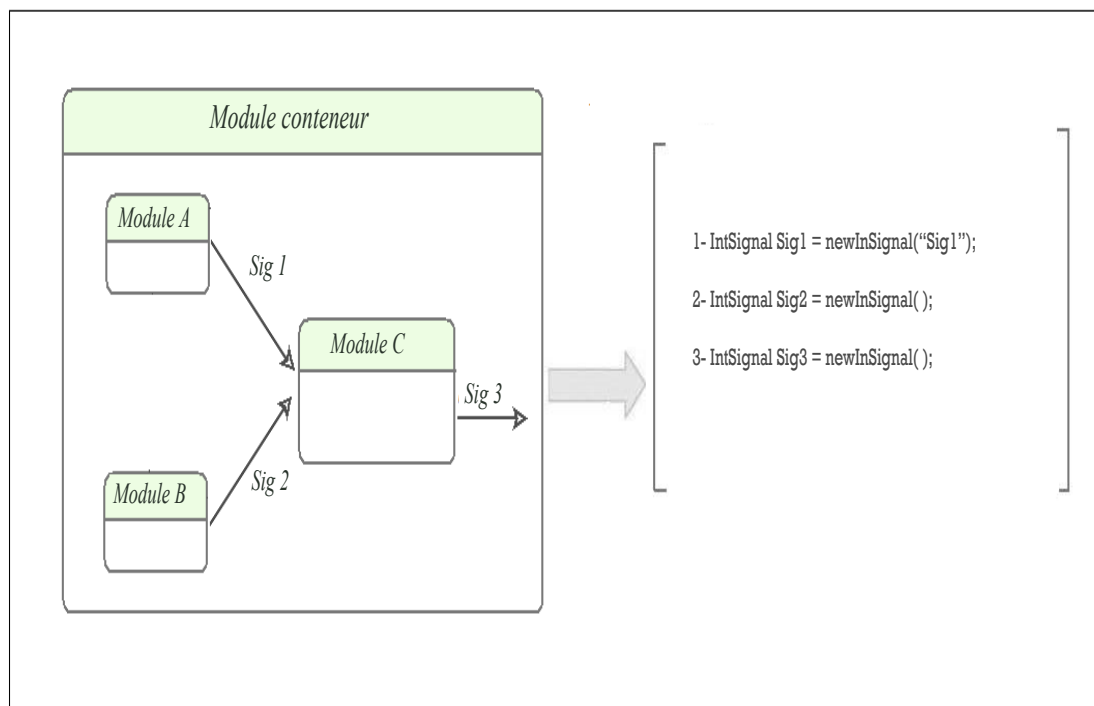 Module conteneur
Module A
Sig 1
Module C
Sig 3
Module B
Sig 2
1- IntSignal Sig1 = newInSignal(“Sig1”);
2- IntSignal Sig2 = newInSignal( );
3- IntSignal Sig3 = newInSignal( );